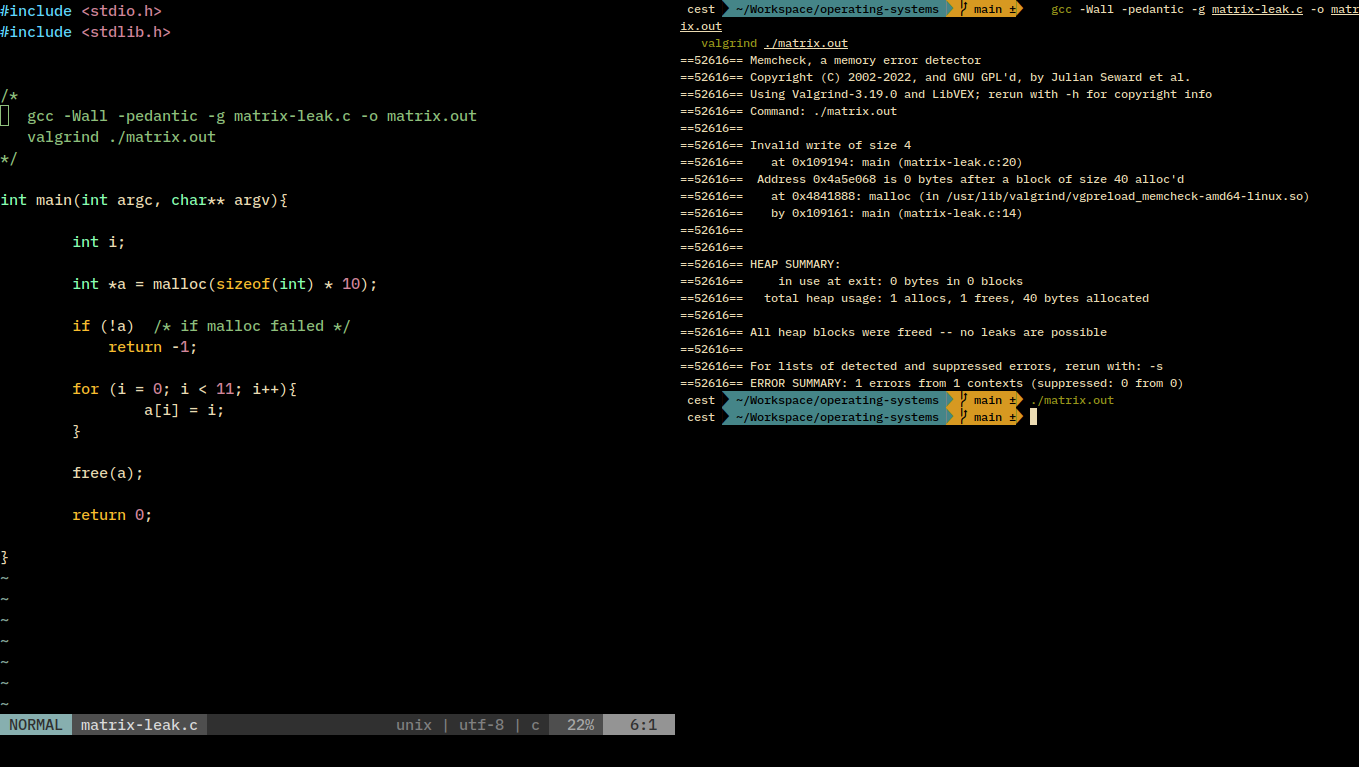 #include <stdio.h>
#include <stdlib.h>
/*
gcc -Wall -pedantic -g matrix-leak.c -o matrix.out
valgrind ./matrix.out
*/
int main(int argc, char** argv){
int i;
int *a = malloc(sizeof(int) * 10);
if (!a)  /* if malloc failed */
return -1;
for (i = 0; i < 11; i++){
a[i] = i;
}
free(a);
return 0;
}
~
~
~
~
~
~
~
NORMAL matrix-leak.c unix | utf-8 | c 22% 6:1
cest ~/Workspace/operating-systems main ± gcc -Wall -pedantic -g matrix-leak.c -o matr
ix.out
valgrind ./matrix.out
==52616== Memcheck, a memory error detector
==52616== Copyright (C) 2002-2022, and GNU GPL'd, by Julian Seward et al.
==52616== Using Valgrind-3.19.0 and LibVEX; rerun with -h for copyright info
==52616== Command: ./matrix.out
==52616==
==52616== Invalid write of size 4
==52616==    at 0x109194: main (matrix-leak.c:20)
==52616==  Address 0x4a5e068 is 0 bytes after a block of size 40 alloc'd
==52616==    at 0x4841888: malloc (in /usr/lib/valgrind/vgpreload_memcheck-amd64-linux.so)
==52616==    by 0x109161: main (matrix-leak.c:14)
==52616==
==52616==
==52616== HEAP SUMMARY:
==52616==     in use at exit: 0 bytes in 0 blocks
==52616==   total heap usage: 1 allocs, 1 frees, 40 bytes allocated
==52616==
==52616== All heap blocks were freed -- no leaks are possible
==52616==
==52616== For lists of detected and suppressed errors, rerun with: -s
==52616== ERROR SUMMARY: 1 errors from 1 contexts (suppressed: 0 from 0)
cest ~/Workspace/operating-systems main ± ./matrix.out
cest ~/Workspace/operating-systems main ±